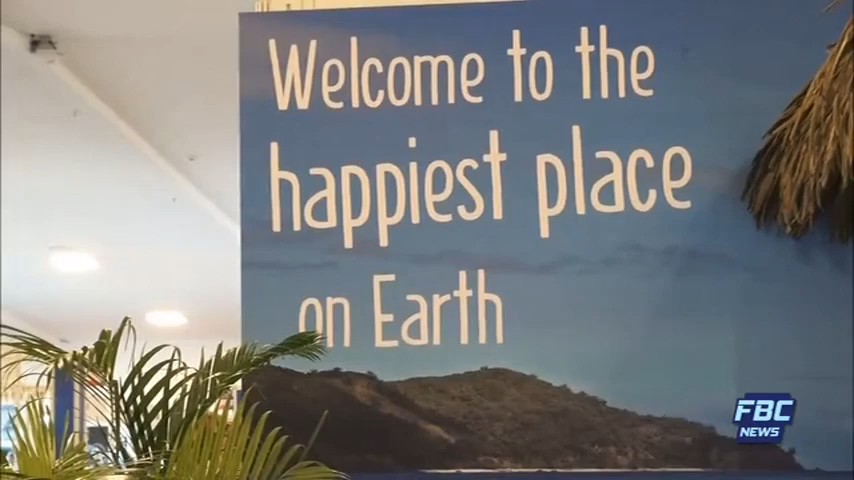 Welcome to the
happiest place
on Earth
FBC
NEWS